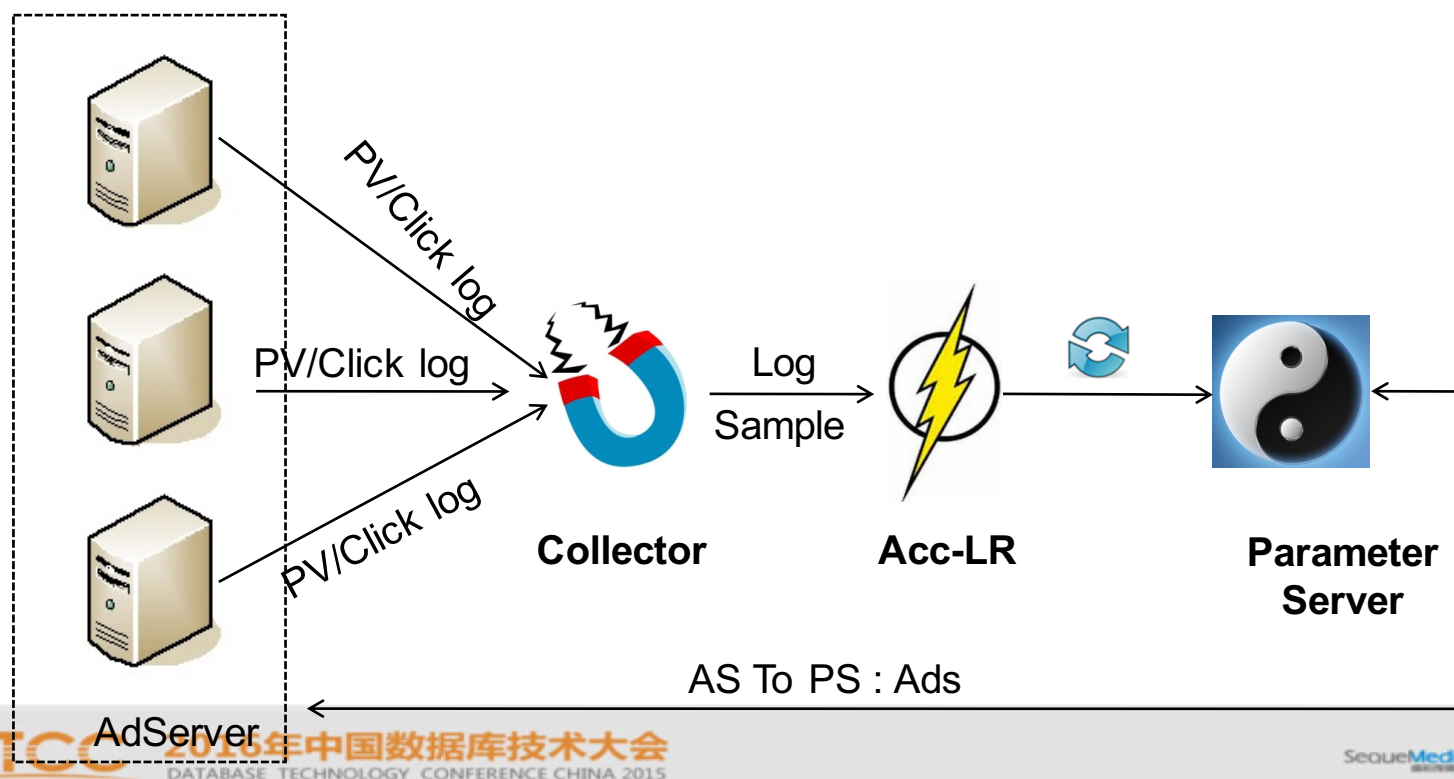 PV/Click log
PV/Click log
PV/Click log
Log
Sample
Collector
Acc-LR
Parameter
Server
AS To PS : Ads
AdServer
TCC 2016年中国数据库技术大会
DATABASE TECHNOLOGY CONFERENCE CHINA 2015
SequeMedi